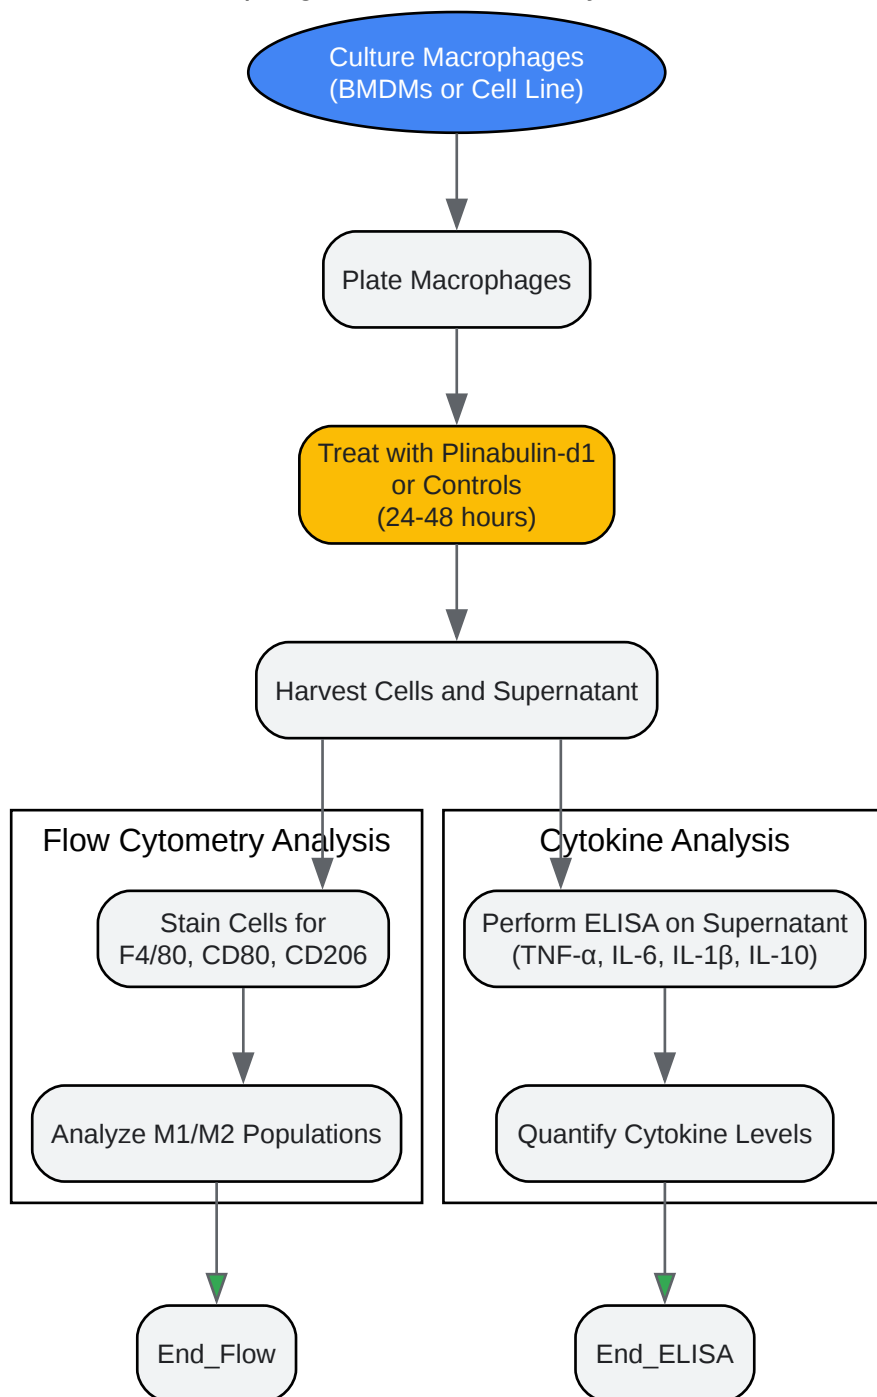 Culture Macrophages
(BMDMs or Cell Line)
Plate Macrophages
Treat with Plinabulin-d1
or Controls
(24-48 hours)
Harvest Cells and Supernatant
Flow Cytometry Analysis
Stain Cells for
F4/80, CD80, CD206
Analyze M1/M2 Populations
End_Flow
Cytokine Analysis
Perform ELISA on Supernatant
(TNF-α, IL-6, IL-1β, IL-10)
Quantify Cytokine Levels
End_ELISA